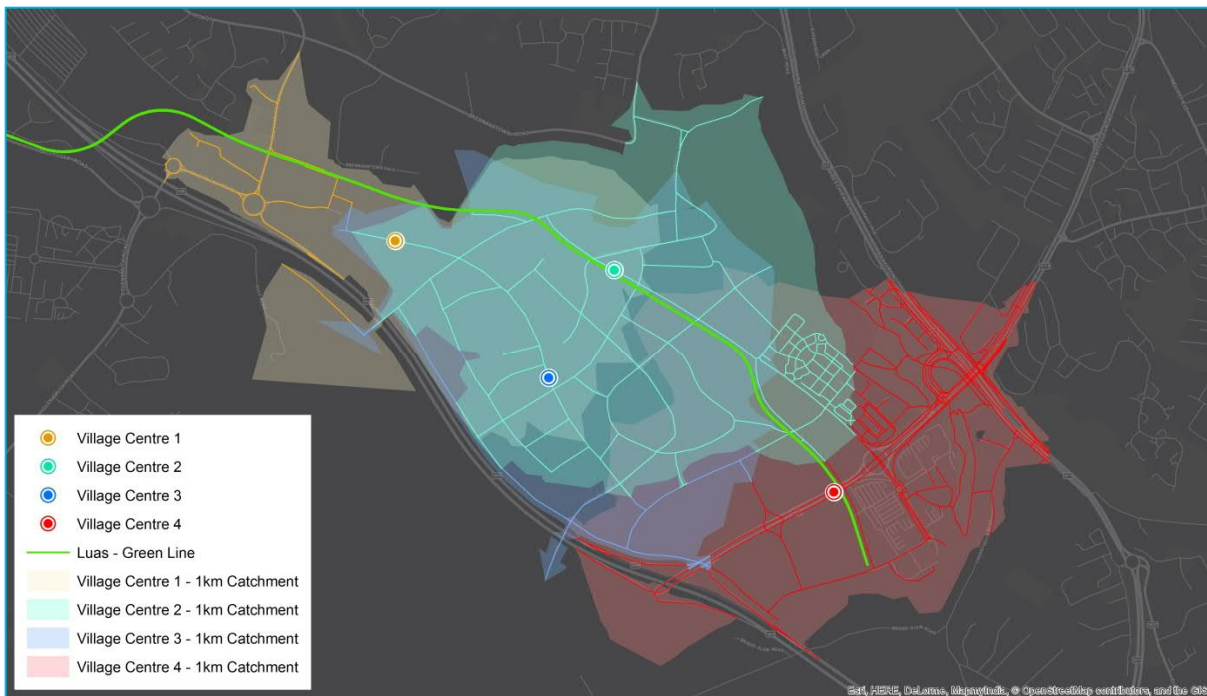 Village Centre 1
Village Centre 2
Village Centre 3
Village Centre 4
Luas - Green Line
Village Centre 1 - 1km Catchment
Village Centre 2 - 1km Catchment
Village Centre 3 - 1km Catchment
Village Centre 4 - 1km Catchment
Esri, HERE, DeLorme, MapmyIndia, © OpenStreetMap contributors, and the GIS